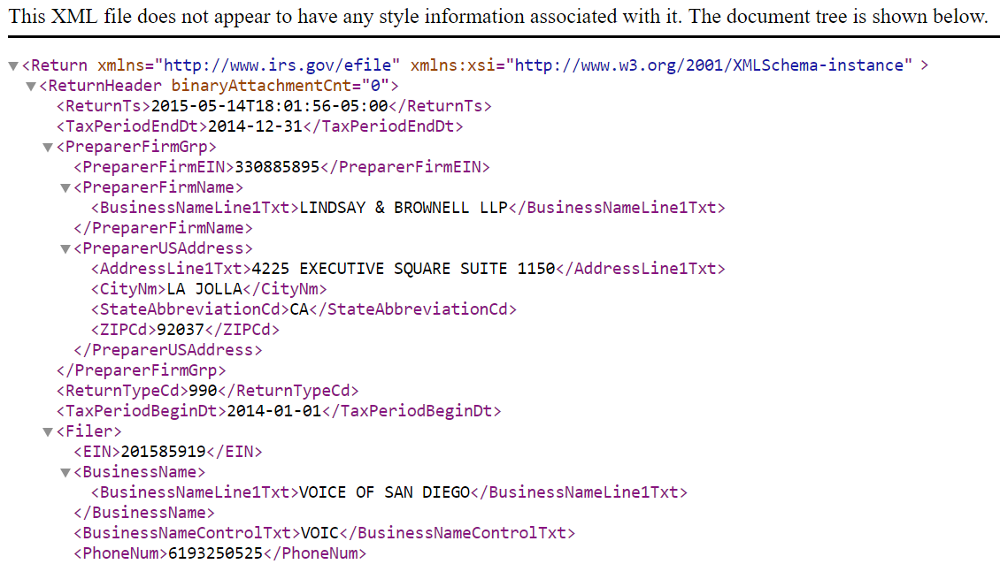 This XML file does not appear to have any style information associated with it. The document tree is shown below.
<Return xmlns="http://www.irs.gov/efile" xmlns:xsi="http://www.w3.org/2001/XMLSchema-instance" >
<ReturnHeader binaryAttachmentCnt="0">
<ReturnTs>2015-05-14T18:01:56-05:00</ReturnTs>
<TaxPeriodEndDt>2014-12-31</TaxPeriodEndDt>
<PreparerFirmGrp>
<PreparerFirmEIN>330885895</PreparerFirmEIN>
<PreparerFirmName>
<BusinessNameLine1Txt>LINDSAY & BROWNELL LLP</BusinessNameLine1Txt>
</PreparerFirmName>
<PreparerUSAddress>
<AddressLine1Txt>4225 EXECUTIVE SQUARE SUITE 1150</AddressLine1Txt>
<CityNm>LA JOLLA</CityNm>
<StateAbbreviationCd>CA</StateAbbreviationCd>
<ZIPCd>92037</ZIPCd>
</PreparerUSAddress>
</PreparerFirmGrp>
<ReturnTypeCd>990</ReturnTypeCd>
<TaxPeriodBeginDt>2014-01-01</TaxPeriodBeginDt>
<Filer>
<EIN>201585919</EIN>
<BusinessName>
<BusinessNameLine1Txt>VOICE OF SAN DIEGO</BusinessNameLine1Txt>
</BusinessName>
<BusinessNameControlTxt>VOIC</BusinessNameControlTxt>
<PhoneNum>6193250525</PhoneNum>